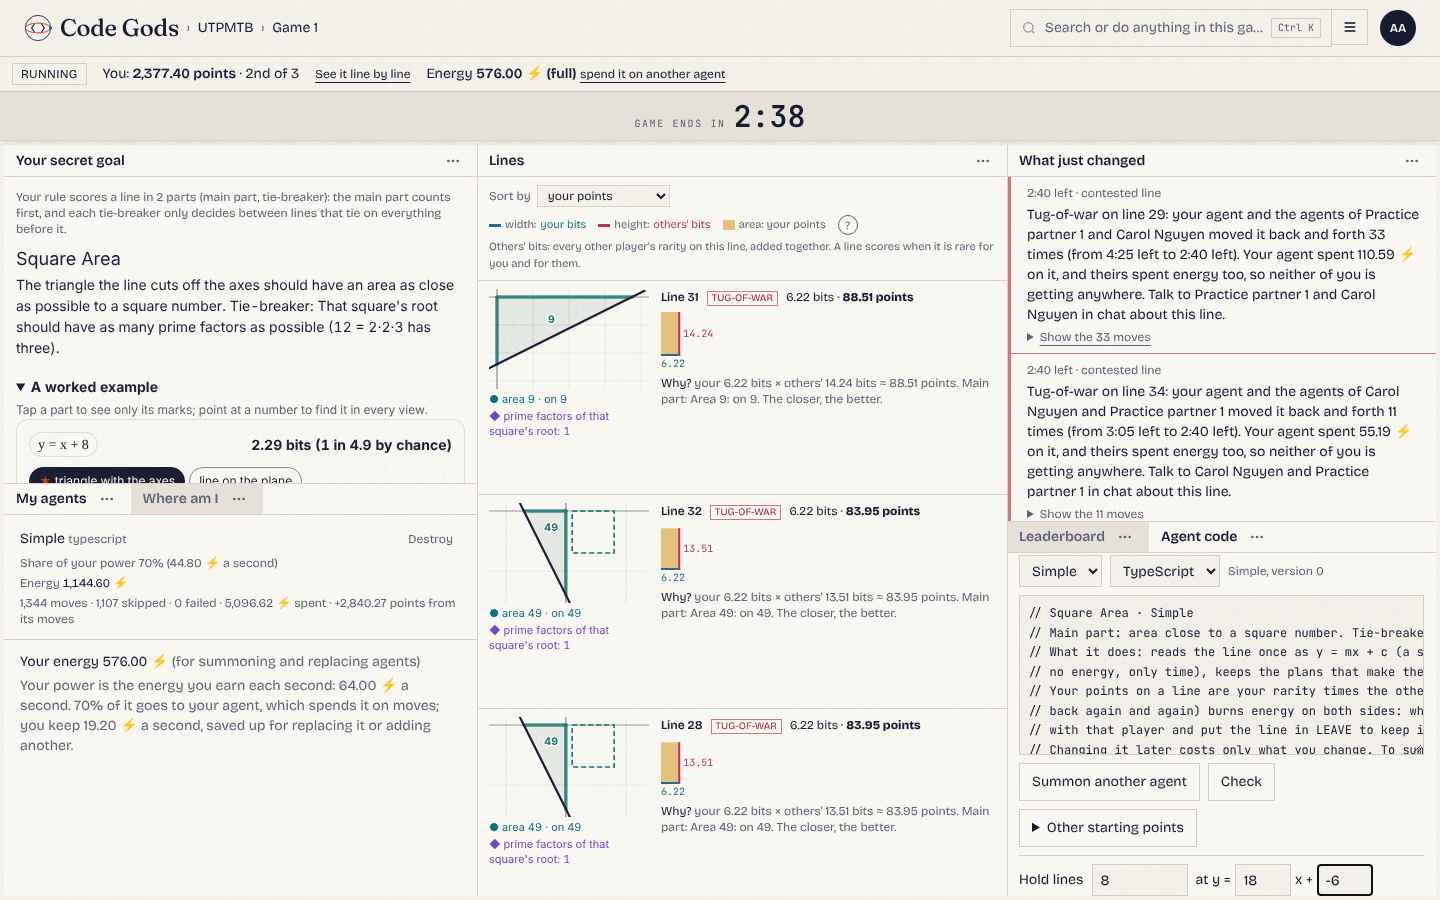 Code Gods › UTPMTB › Game 1
Search or do anything in this ga... Ctrl K ≡ AA
RUNNING You: 2,377.40 points · 2nd of 3 See it line by line Energy 576.00 ⚡ (full) spend it on another agent
GAME ENDS IN 2:38
Your secret goal ···
Your rule scores a line in 2 parts (main part, tie-breaker): the main part counts
first, and each tie-breaker only decides between lines that tie on everything
before it.
Square Area
The triangle the line cuts off the axes should have an area as close
as possible to a square number. Tie-breaker: That square's root
should have as many prime factors as possible (12 = 2·2·3 has
three).
▼ A worked example
Tap a part to see only its marks; point at a number to find it in every view.
y = x + 8 2.29 bits (1 in 4.9 by chance)
★ triangle with the axes line on the plane
My agents ··· Where am I ···
Simple typescript Destroy
Share of your power 70% (44.80 ⚡ a second)
Energy 1,144.60 ⚡
1,344 moves · 1,107 skipped · 0 failed · 5,096.62 ⚡ spent · +2,840.27 points from
its moves
Your energy 576.00 ⚡ (for summoning and replacing agents)
Your power is the energy you earn each second: 64.00 ⚡ a
second. 70% of it goes to your agent, which spends it on moves;
you keep 19.20 ⚡ a second, saved up for replacing it or adding
another.
Lines ···
Sort by your points
width: your bits height: others' bits area: your points ?
Others' bits: every other player's rarity on this line, added together. A line scores when it is rare for
you and for them.
9
area 9 · on 9
◆ prime factors of that
square's root: 1
Line 31 TUG-OF-WAR 6.22 bits · 88.51 points
14.24
6.22
Why? your 6.22 bits × others' 14.24 bits ≈ 88.51 points. Main
part: Area 9: on 9. The closer, the better.
49
area 49 · on 49
◆ prime factors of that
square's root: 1
Line 32 TUG-OF-WAR 6.22 bits · 83.95 points
13.51
6.22
Why? your 6.22 bits × others' 13.51 bits ≈ 83.95 points. Main
part: Area 49: on 49. The closer, the better.
49
area 49 · on 49
◆ prime factors of that
square's root: 1
Line 28 TUG-OF-WAR 6.22 bits · 83.95 points
13.51
6.22
Why? your 6.22 bits × others' 13.51 bits ≈ 83.95 points. Main
part: Area 49: on 49. The closer, the better.
What just changed ···
2:40 left · contested line
Tug-of-war on line 29: your agent and the agents of Practice
partner 1 and Carol Nguyen moved it back and forth 33
times (from 4:25 left to 2:40 left). Your agent spent 110.59 ⚡
on it, and theirs spent energy too, so neither of you is
getting anywhere. Talk to Practice partner 1 and Carol
Nguyen in chat about this line.
▶ Show the 33 moves
2:40 left · contested line
Tug-of-war on line 34: your agent and the agents of Carol
Nguyen and Practice partner 1 moved it back and forth 11
times (from 3:05 left to 2:40 left). Your agent spent 55.19 ⚡
on it, and theirs spent energy too, so neither of you is
getting anywhere. Talk to Carol Nguyen and Practice
partner 1 in chat about this line.
▶ Show the 11 moves
Leaderboard ··· Agent code ···
Simple TypeScript Simple, version 0
// Square Area · Simple
// Main part: area close to a square number. Tie-breake
// What it does: reads the line once as y = mx + c (a s
// no energy, only time), keeps the plans that make the
// Your points on a line are your rarity times the othe
// back again and again) burns energy on both sides: wh
// with that player and put the line in LEAVE to keep i
// Changing it later costs only what you change. To sum
Summon another agent Check
▶ Other starting points
Hold lines 8 at y = 18 x + -6